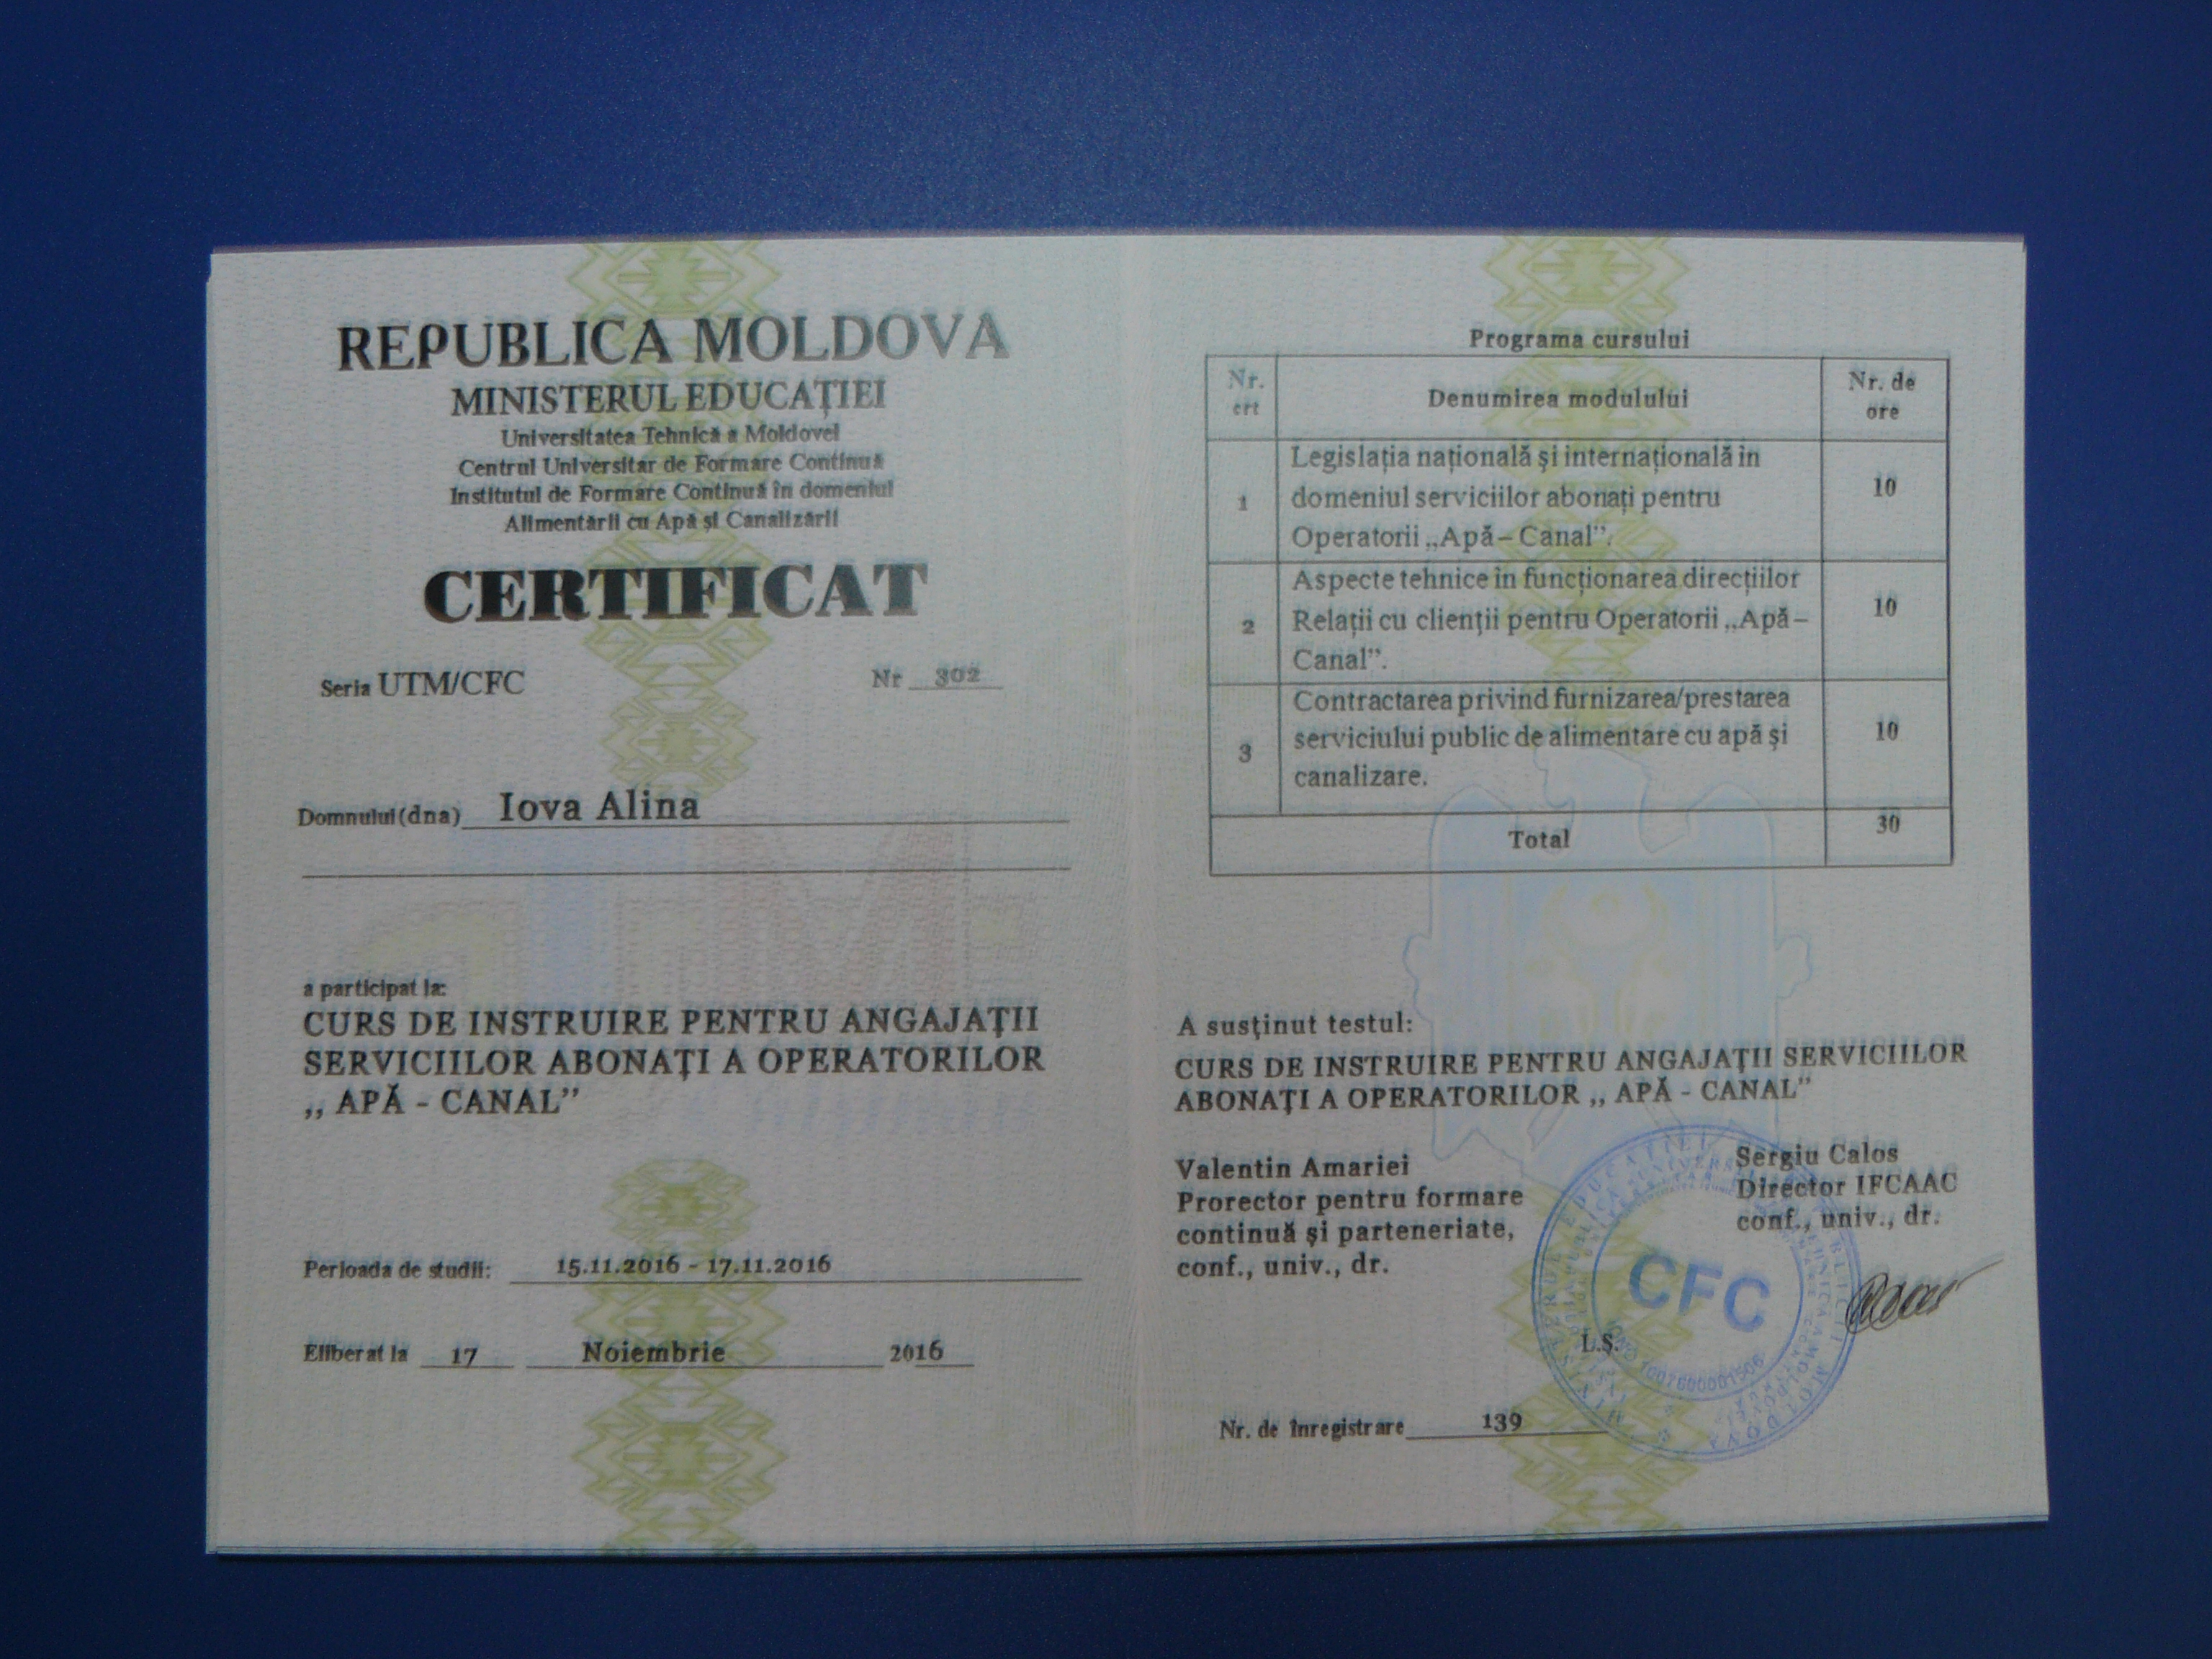 REPUBLICA MOLDOVA
MINISTERUL EDUCAȚIEI
Universitatea Tehnică a Moldovei
Centrul Universitar de Formare Continuă
Institutul de Formare Continuă în domeniul
Alimentării cu Apă și Canalizării
CERTIFICAT
Seria UTM/CFC Nr 302
Domnului(dna) Iova Alina
a participat la:
CURS DE INSTRUIRE PENTRU ANGAJAȚII
SERVICIILOR ABONAȚI A OPERATORILOR
,, APĂ - CANAL”
Perioada de studii: 15.11.2016 - 17.11.2016
Eliberat la 17 Noiembrie 2016
Programa cursului
Nr. crt Denumirea modulului Nr. de ore
1 Legislația națională și internațională în
domeniul serviciilor abonați pentru
Operatorii „Apă – Canal”. 10
2 Aspecte tehnice în funcționarea direcțiilor
Relații cu clienții pentru Operatorii „Apă –
Canal”. 10
3 Contractarea privind furnizarea/prestarea
serviciului public de alimentare cu apă și
canalizare. 10
Total 30
A susținut testul:
CURS DE INSTRUIRE PENTRU ANGAJAȚII SERVICIILOR
ABONAȚI A OPERATORILOR ,, APĂ - CANAL”
Valentin Amariei
Prorector pentru formare
continuă și parteneriate,
conf., univ., dr.
Sergiu Calos
Director IFCAAC
conf., univ., dr.
CFC
L.Ș.
Nr. de înregistrare 139